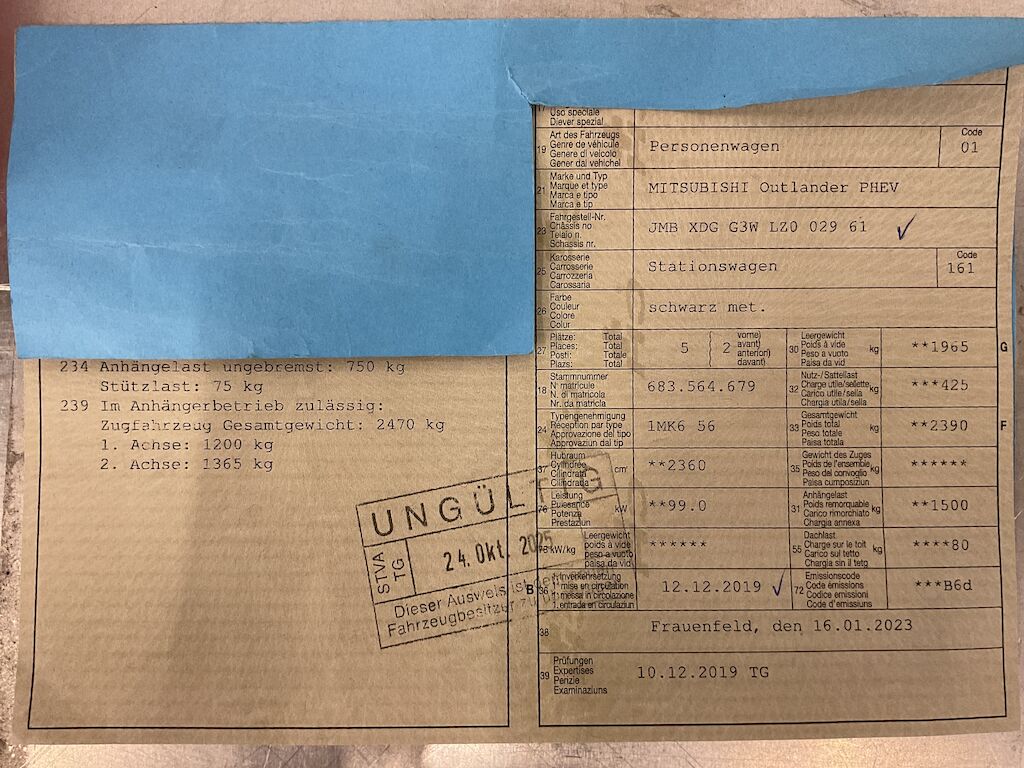 234 Anhängelast ungebremst: 750 kg
Stützlast: 75 kg
239 Im Anhängerbetrieb zulässig:
Zugfahrzeug Gesamtgewicht: 2470 kg
1. Achse: 1200 kg
2. Achse: 1365 kg
UNGÜLTIG
STVA TG
24. Okt. 2025
Dieser Ausweis ist
Fahrzeugbesitzer zu
17
Uso speciale
Diever spezial
19 Art des Fahrzeugs
Genre de véhicule
Genere di veicolo
Gener dal vehichel
Personenwagen
Code
01
21 Marke und Typ
Marque et type
Marca e tipo
Marca e tip
MITSUBISHI Outlander PHEV
23 Fahrgestell-Nr.
Châssis no
Telaio n.
Schassis nr.
JMB XDG G3W LZ0 029 61
25 Karosserie
Carrosserie
Carrozzeria
Carossaria
Stationswagen
Code
161
26 Farbe
Couleur
Colore
Colur
schwarz met.
27 Plätze: Total
Places: Total
Posti: Totale
Plazs: Total
5
2
vorne)
avant)
anteriori)
davant)
30 Leergewicht
Poids à vide
Peso a vuoto
Paisa da vid
kg
**1965
G
18 Stammnummer
N° matricule
N. di matricola
Nr. da matricla
683.564.679
32 Nutz-/Sattellast
Charge utile/sellette
Carico utile/sella
Chargia utila/sella
kg
***425
24 Typengenehmigung
Réception par type
Approvazione del tipo
Approvaziun dal tip
1MK6 56
33 Gesamtgewicht
Poids total
Peso totale
Paisa totala
kg
**2390
F
37 Hubraum
Cylindrée
Cilindrata
Cilindrada
cm³
**2360
35 Gewicht des Zuges
Poids de l'ensemble
Peso del convoglio
Paisa cumposiziun
kg
******
76 Leistung
Puissance
Potenza
Prestaziun
kW
**99.0
31 Anhängelast
Poids remorquable
Carico rimorchiato
Chargia annexa
kg
**1500
78 kW/kg
Leergewicht
poids à vide
peso a vuoto
paisa da vid
******
55 Dachlast
Charge sur le toit
Carico sul tetto
Chargia sin il tetg
kg
****80
B
36 1. Inverkehrsetzung
1. mise en circulation
1. messa in circolazione
1. entrada en circulaziun
12.12.2019
72 Emissionscode
Code émissions
Codice emissioni
Code d'emissiuns
***B6d
38
Frauenfeld, den 16.01.2023
39 Prüfungen
Expertises
Perizie
Examinaziuns
10.12.2019 TG